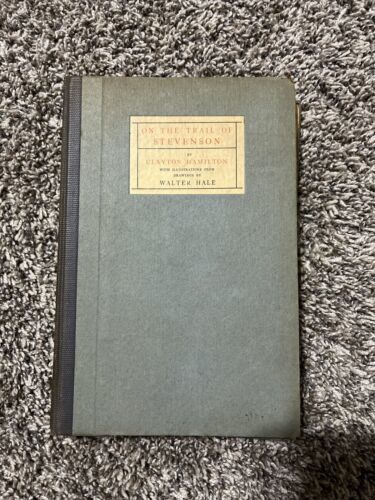 ON THE TRAIL OF
STEVENSON
BY
CLAYTON HAMILTON
WITH ILLUSTRATIONS FROM
DRAWINGS BY
WALTER HALE